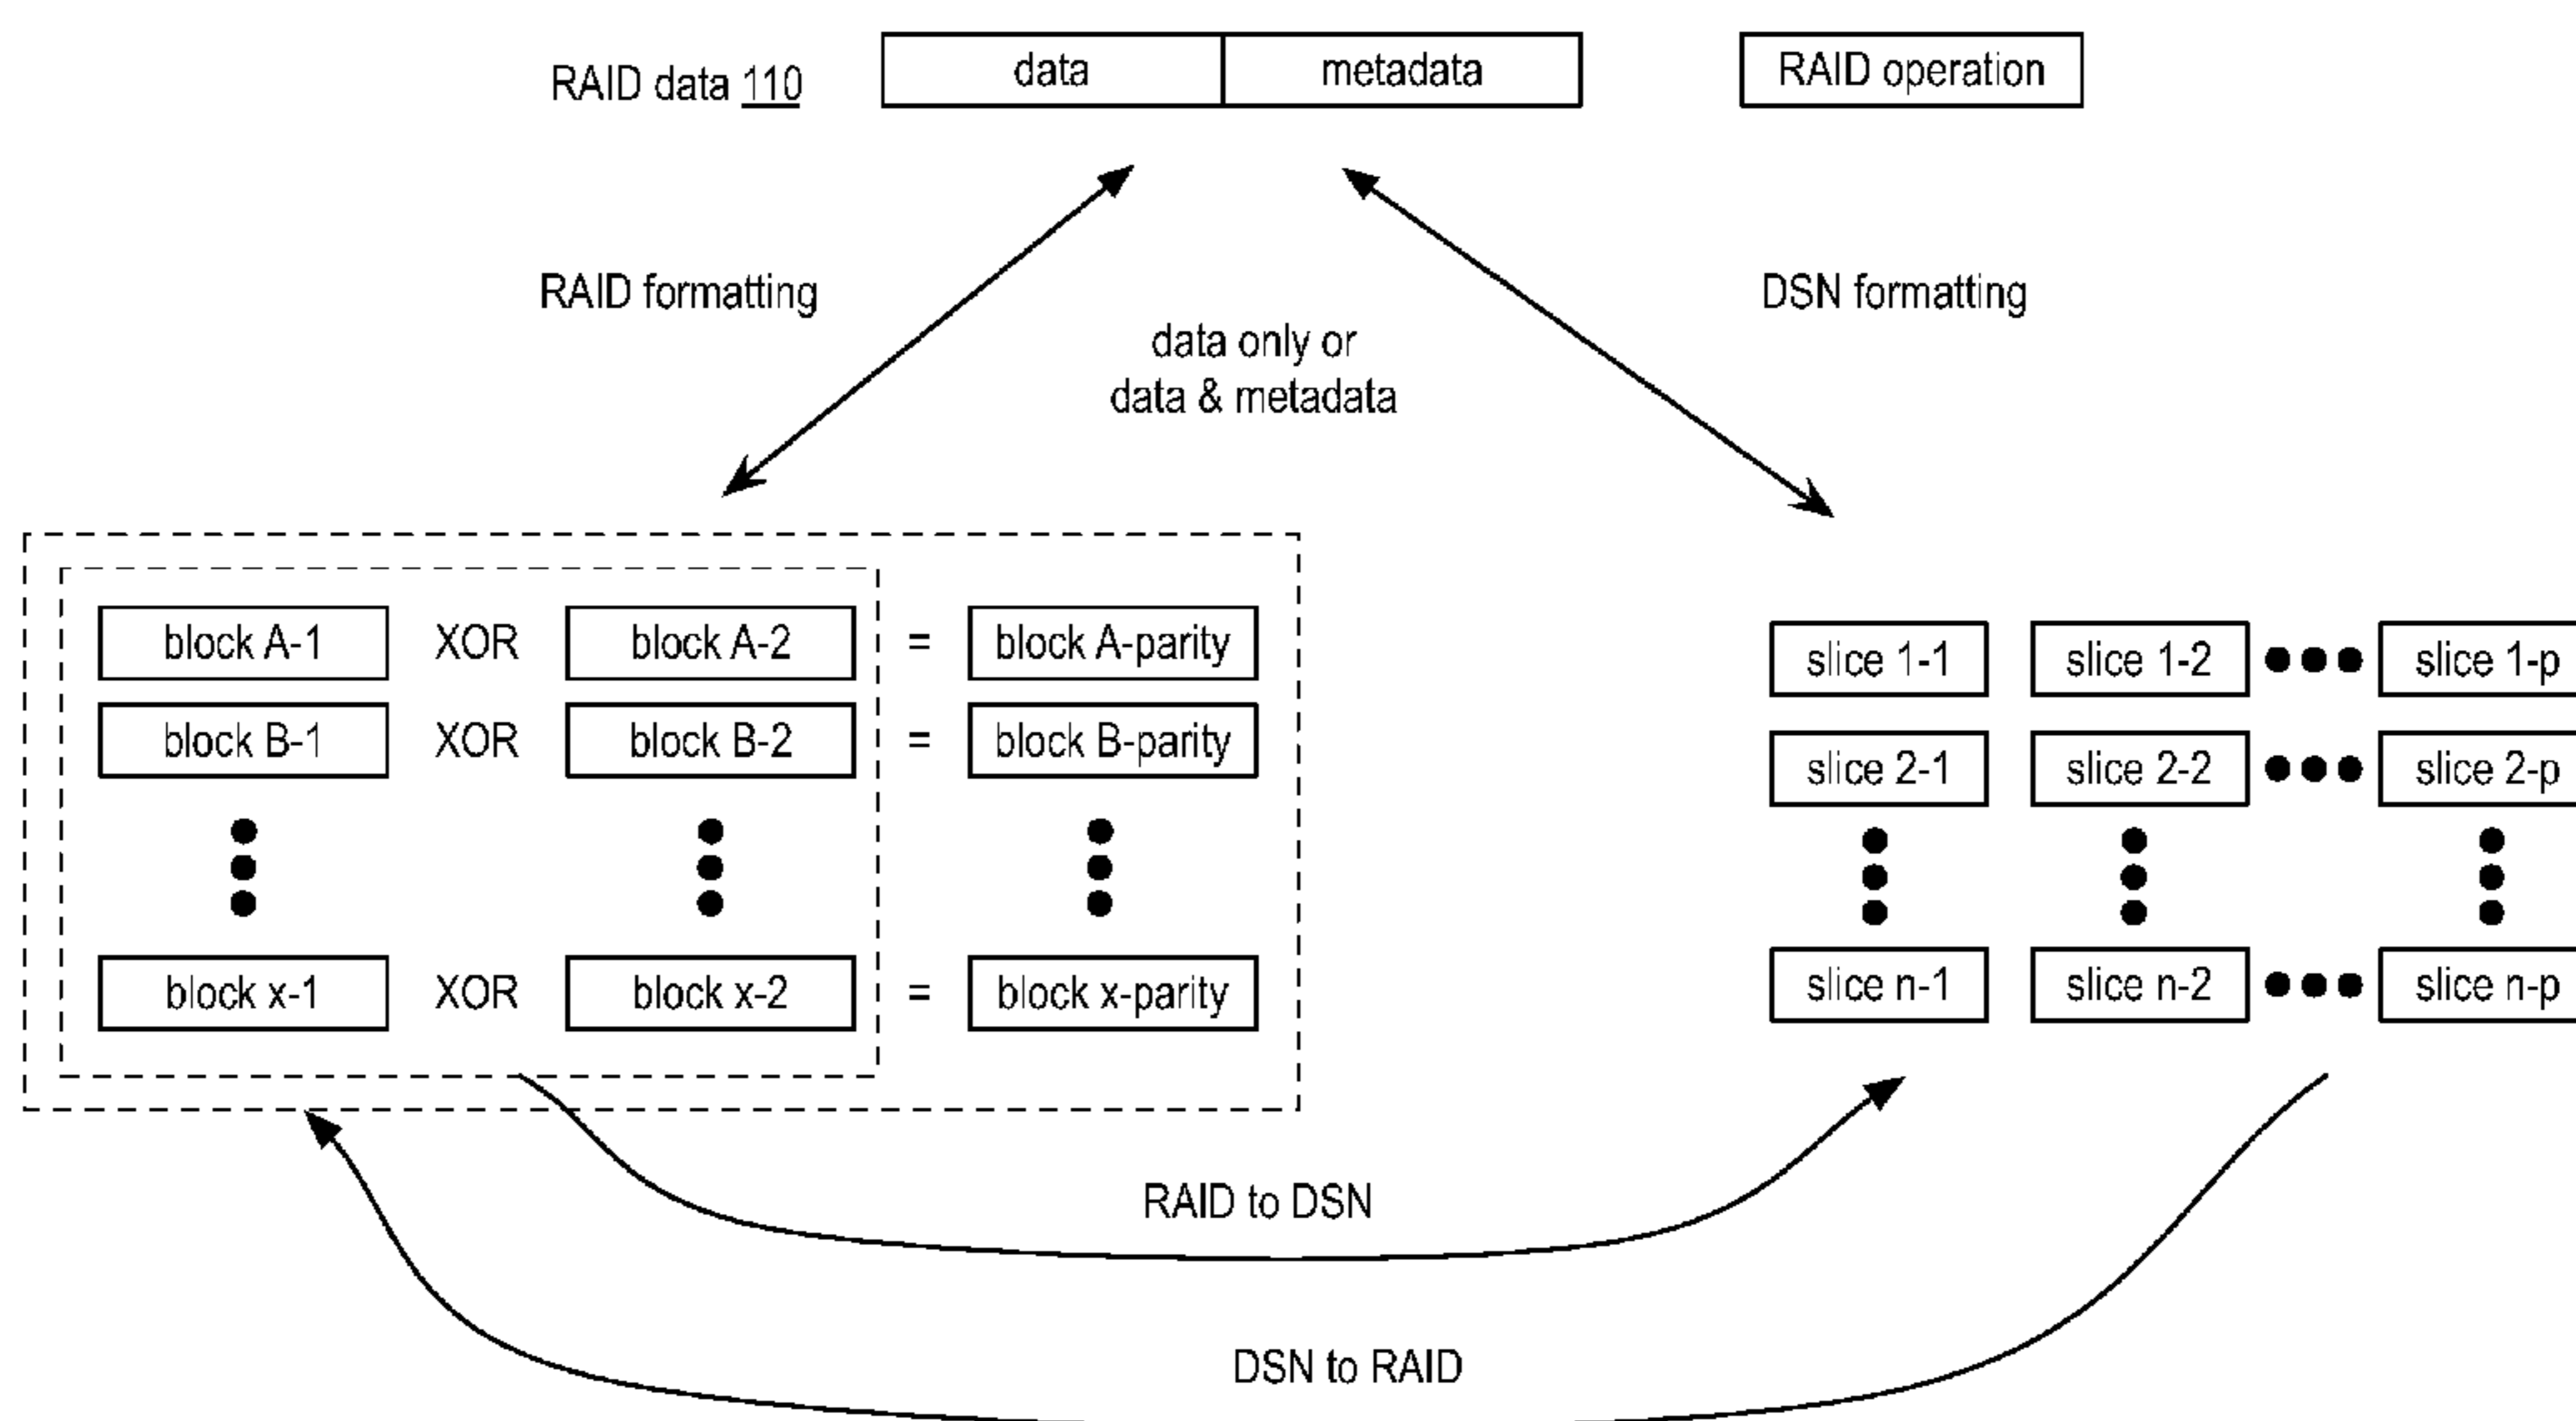 RAID data 110 data metadata RAID operation
RAID formatting
DSN formatting
data only or
data & metadata
block A-1 XOR block A-2 = block A-parity
block B-1 XOR block B-2 = block B-parity
block x-1 XOR block x-2 = block x-parity
slice 1-1 slice 1-2 slice 1-p
slice 2-1 slice 2-2 slice 2-p
slice n-1 slice n-2 slice n-p
RAID to DSN
DSN to RAID